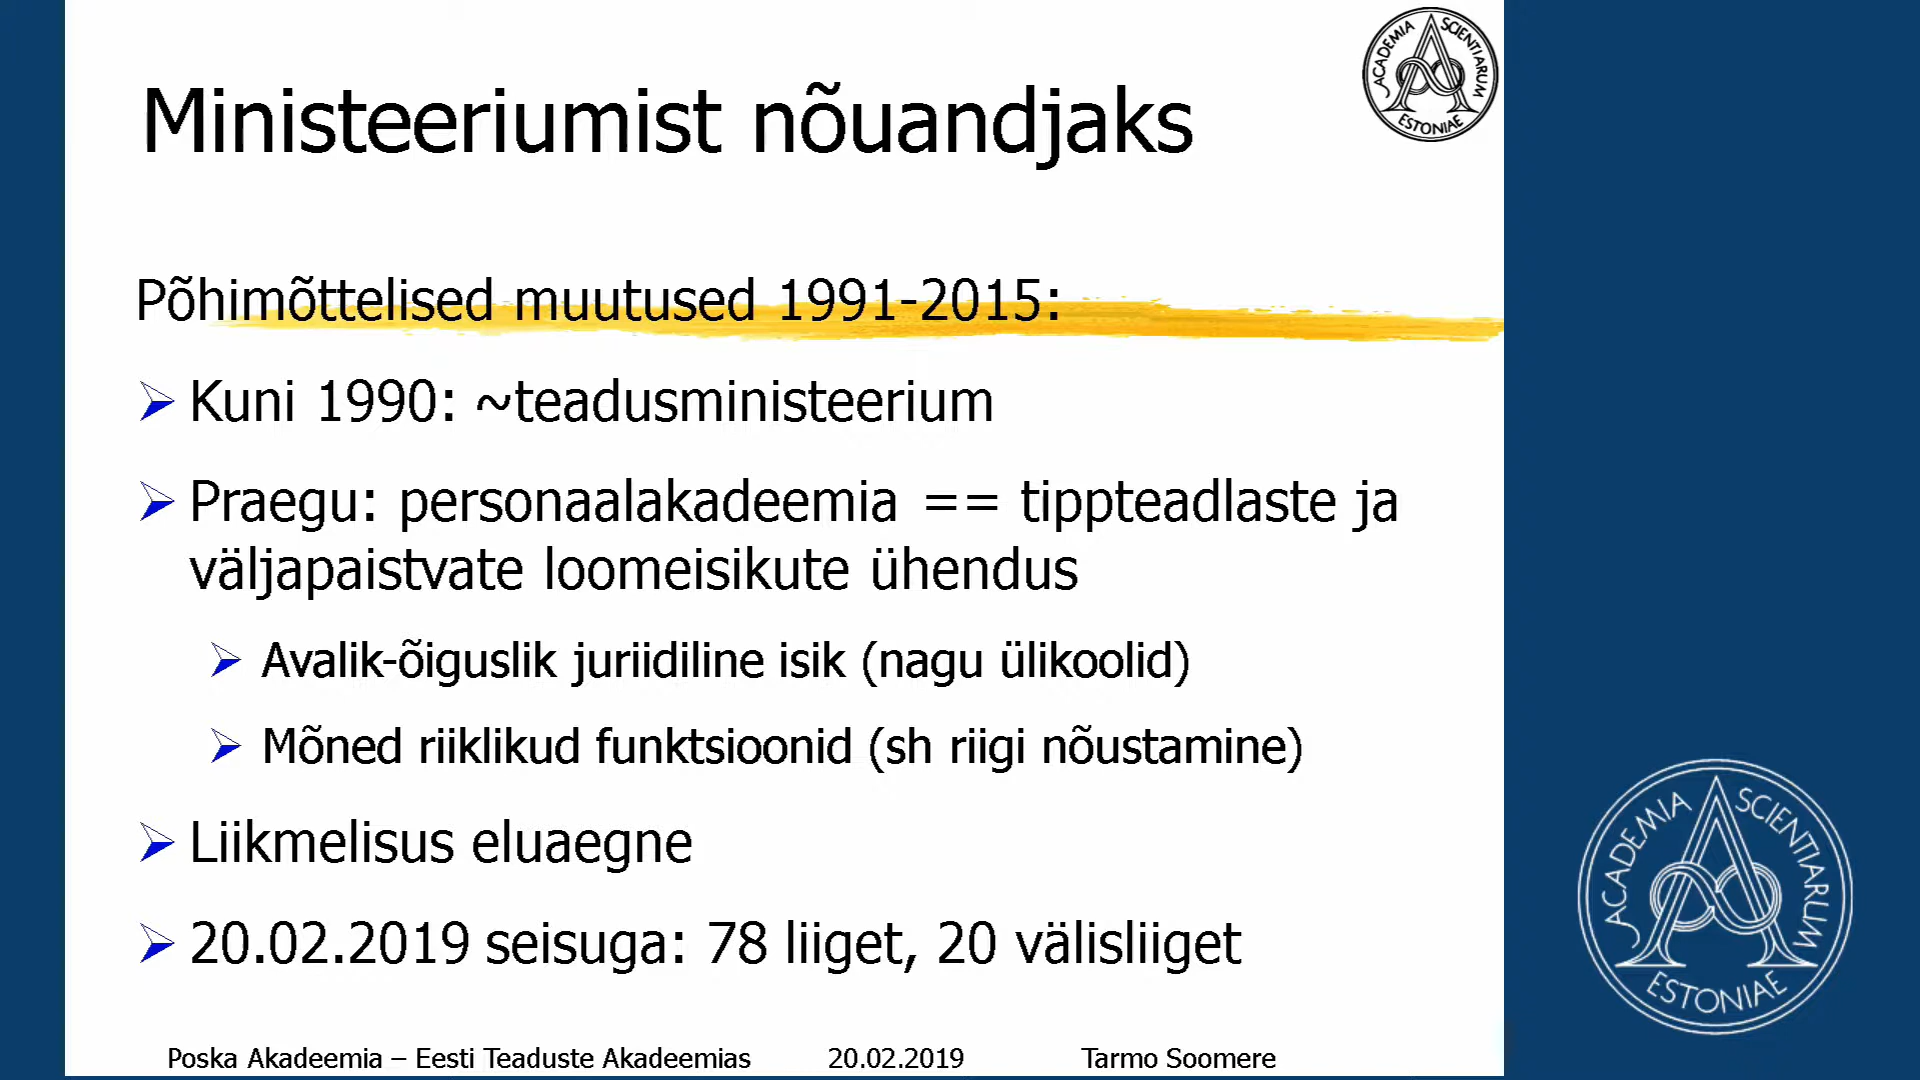 ACADEMIA SCIENTIARUM ESTONIAE
Ministeeriumist nõuandjaks
Põhimõttelised muutused 1991-2015:
Kuni 1990: ~teadusministeerium
Praegu: personaalakadeemia == tippteadlaste ja
väljapaistvate loomeisikute ühendus
Avalik-õiguslik juriidiline isik (nagu ülikoolid)
Mõned riiklikud funktsioonid (sh riigi nõustamine)
Liikmelisus eluaegne
20.02.2019 seisuga: 78 liiget, 20 välisliiget
Poska Akadeemia – Eesti Teaduste Akadeemias 20.02.2019 Tarmo Soomere
ACADEMIA SCIENTIARUM ESTONIAE